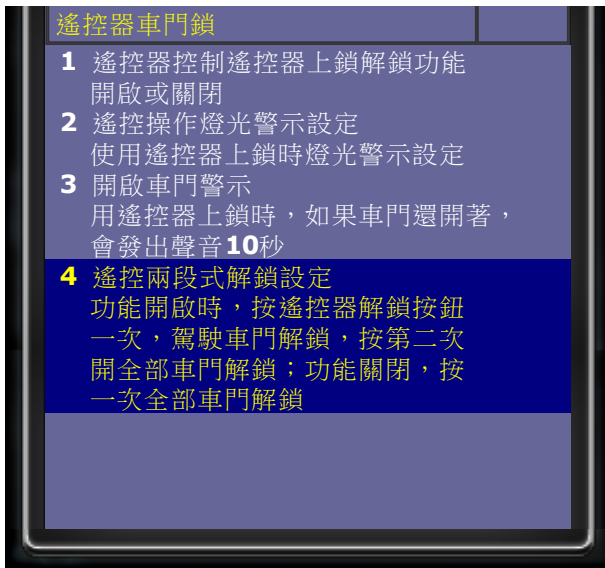 遙控器車門鎖
1 遙控器控制遙控器上鎖解鎖功能
開啟或關閉
2 遙控操作燈光警示設定
使用遙控器上鎖時燈光警示設定
3 開啟車門警示
用遙控器上鎖時，如果車門還開著，
會發出聲音10秒
4 遙控兩段式解鎖設定
功能開啟時，按遙控器解鎖按鈕
一次，駕駛車門解鎖，按第二次
開全部車門解鎖；功能關閉，按
一次全部車門解鎖